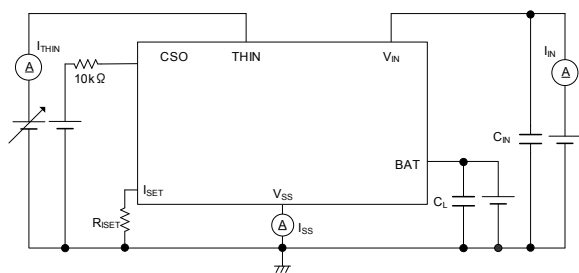 ITHIN
A
10kΩ
CSO
THIN
VIN
IIN
A
CIN
BAT
ISET
RISET
VSS
A
ISS
CL